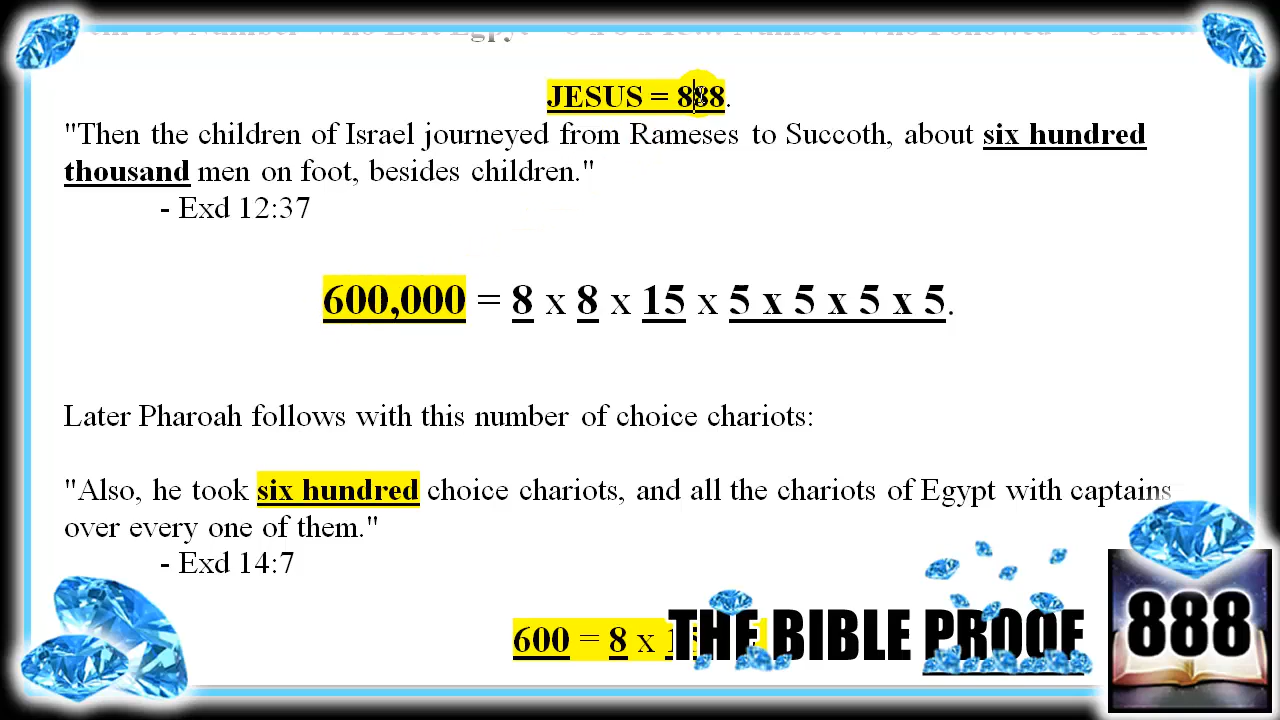 JESUS = 888.
"Then the children of Israel journeyed from Rameses to Succoth, about six hundred
thousand men on foot, besides children."
- Exd 12:37
600,000 = 8 x 8 x 15 x 5 x 5 x 5 x 5.
Later Pharoah follows with this number of choice chariots:
"Also, he took six hundred choice chariots, and all the chariots of Egypt with captains
over every one of them."
- Exd 14:7
600 = 8 x
THE BIBLE PROOF
888